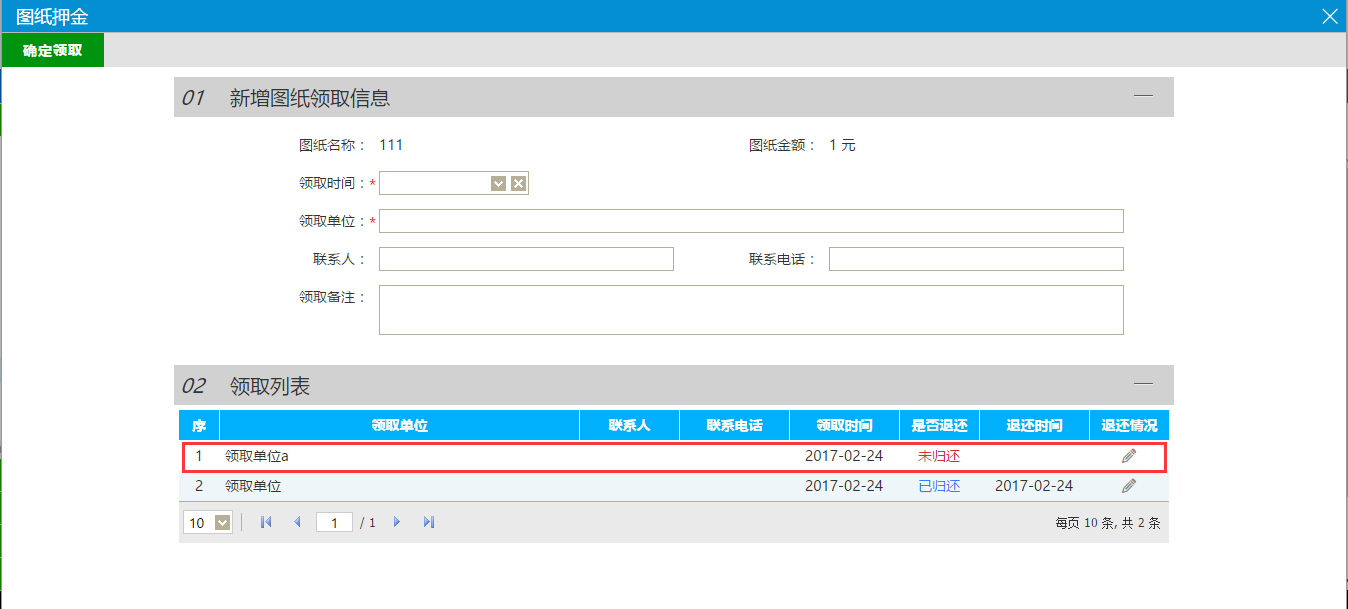 图纸押金
确定领取
01 新增图纸领取信息
图纸名称： 111 图纸金额： 1 元
领取时间：*
领取单位：*
联系人： 联系电话：
领取备注：
02 领取列表
序 领取单位 联系人 联系电话 领取时间 是否退还 退还时间 退还情况
1 领取单位a 2017-02-24 未归还
2 领取单位 2017-02-24 已归还 2017-02-24
10 1 / 1 每页 10 条, 共 2 条